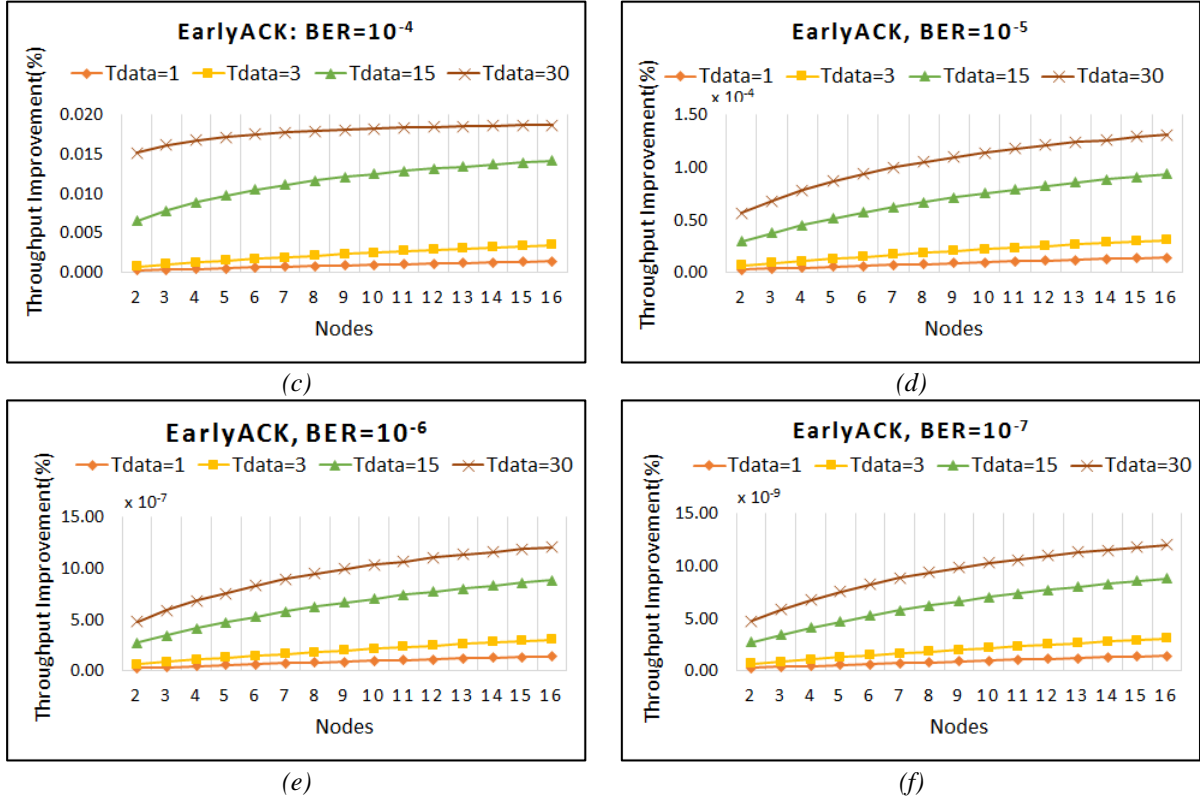 EarlyACK: BER=10⁻⁴
Tdata=1 Tdata=3 Tdata=15 Tdata=30
Throughput Improvement(%)
0.020
0.015
0.010
0.005
0.000
2 3 4 5 6 7 8 9 10 11 12 13 14 15 16
Nodes
(c)
EarlyACK, BER=10⁻⁵
Tdata=1 Tdata=3 Tdata=15 Tdata=30
x 10⁻⁴
Throughput Improvement(%)
1.50
1.00
0.50
0.00
2 3 4 5 6 7 8 9 10 11 12 13 14 15 16
Nodes
(d)
EarlyACK, BER=10⁻⁶
Tdata=1 Tdata=3 Tdata=15 Tdata=30
x 10⁻⁷
Throughput Improvement(%)
15.00
10.00
5.00
0.00
2 3 4 5 6 7 8 9 10 11 12 13 14 15 16
Nodes
(e)
EarlyACK, BER=10⁻⁷
Tdata=1 Tdata=3 Tdata=15 Tdata=30
x 10⁻⁹
Throughput Improvement(%)
15.00
10.00
5.00
0.00
2 3 4 5 6 7 8 9 10 11 12 13 14 15 16
Nodes
(f)